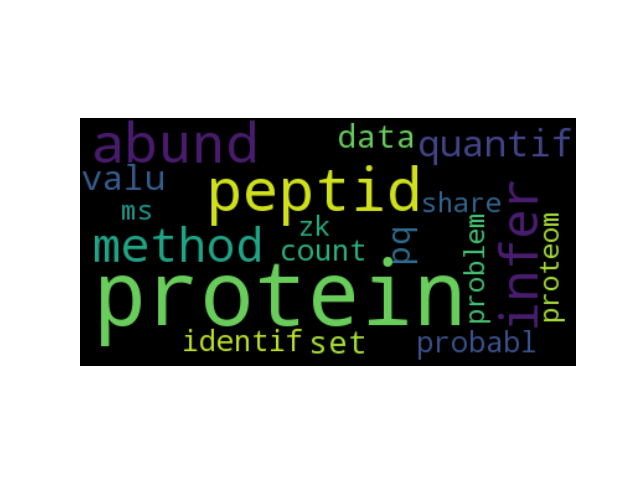 abund
data
quantif
valu
peptid
share
ms
zk
method
count
pq
problem
infer
proteom
protein
identif
set
probabl